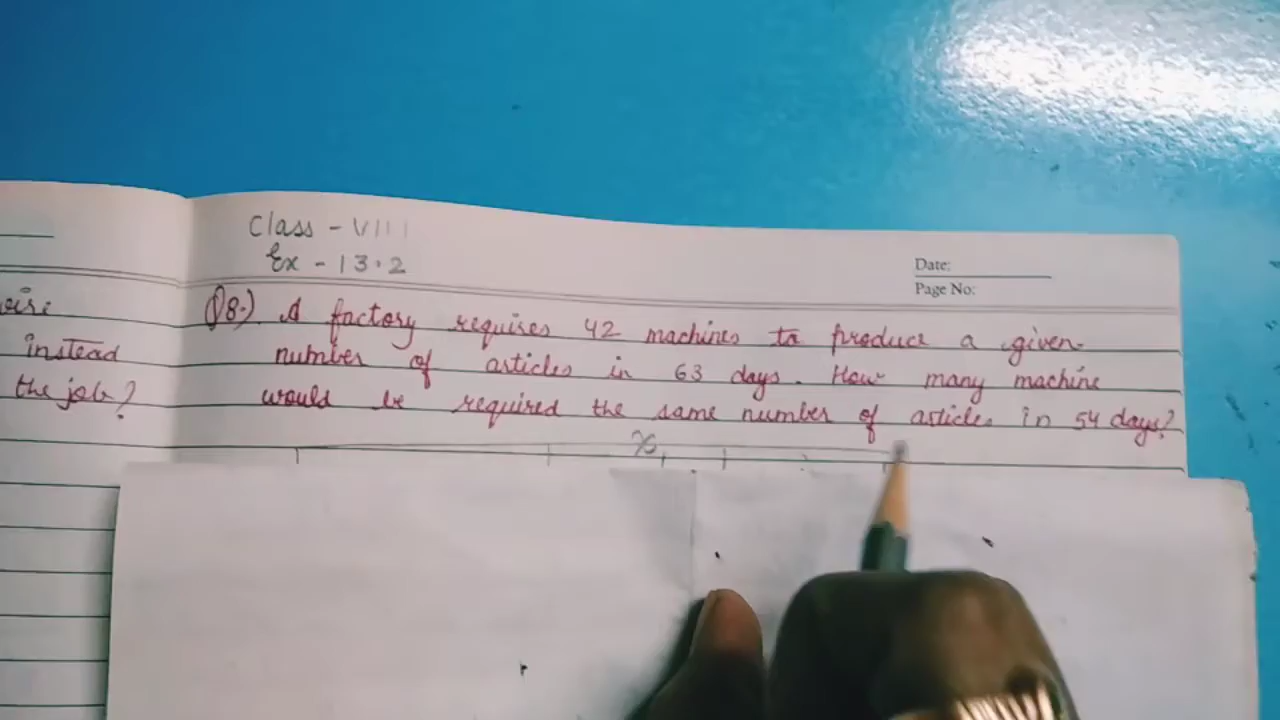 Class - VIII
Ex - 13.2
Date:
Page No:
instead
the job?
Q8.) A factory requires 42 machines to produce a given
number of articles in 63 days. How many machine
would be required the same number of articles in 54 days?